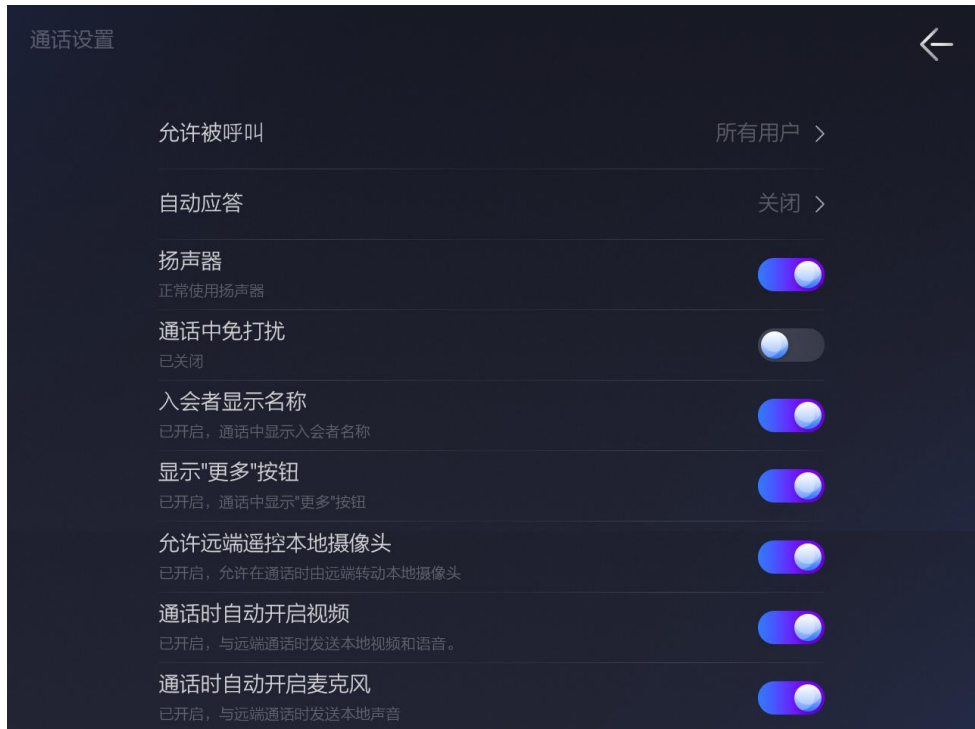 通话设置
允许被呼叫 所有用户
自动应答 关闭
扬声器
正常使用扬声器
通话中免打扰
已关闭
入会者显示名称
已开启，通话中显示入会者名称
显示"更多"按钮
已开启，通话中显示"更多"按钮
允许远端遥控本地摄像头
已开启，允许在通话时由远端转动本地摄像头
通话时自动开启视频
已开启，与远端通话时发送本地视频和语音。
通话时自动开启麦克风
已开启，与远端通话时发送本地声音